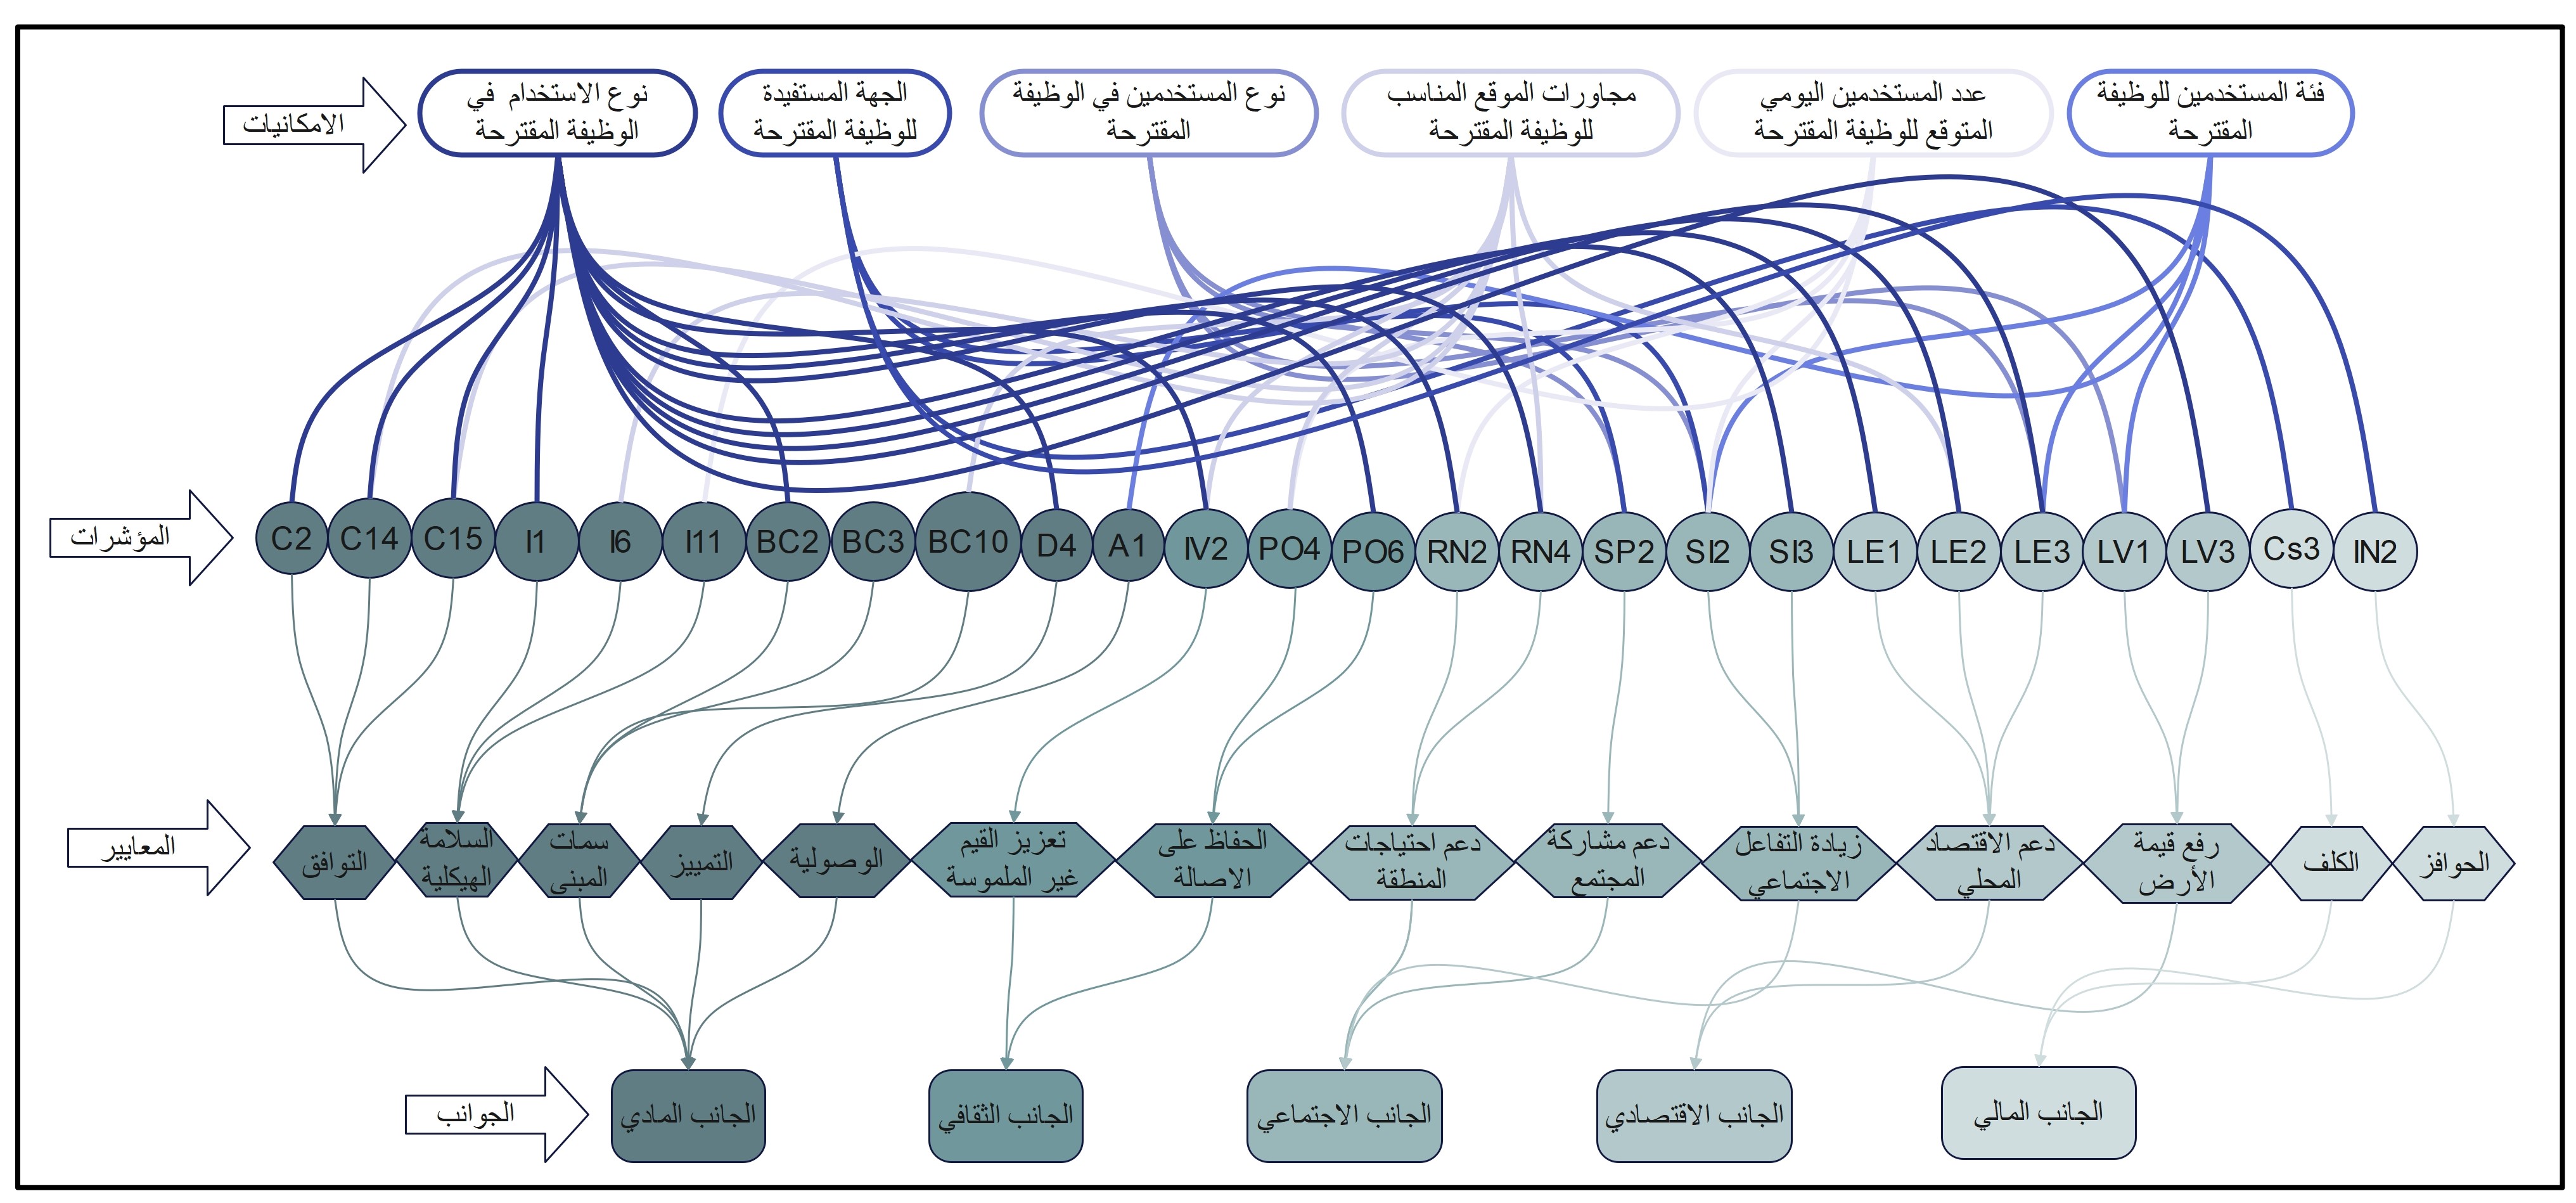 الامكانيات
نوع الاستخدام في
الوظيفة المقترحة
الجهة المستفيدة
للوظيفة المقترحة
نوع المستخدمين في الوظيفة
المقترحة
مجاورات الموقع المناسب
للوظيفة المقترحة
عدد المستخدمين اليومي
المتوقع للوظيفة المقترحة
فئة المستخدمين للوظيفة
المقترحة
المؤشرات
C2
C14
C15
I1
I6
I11
BC2
BC3
BC10
D4
A1
IV2
PO4
PO6
RN2
RN4
SP2
SI2
SI3
LE1
LE2
LE3
LV1
LV3
Cs3
IN2
المعايير
التوافق
السلامة
الهيكلية
سمات
المبنى
التمييز
الوصولية
تعزيز القيم
غير الملموسة
الحفاظ على
الاصالة
دعم احتياجات
المنطقة
دعم مشاركة
المجتمع
زيادة التفاعل
الاجتماعي
دعم الاقتصاد
المحلي
رفع قيمة
الأرض
الكلف
الحوافز
الجوانب
الجانب المادي
الجانب الثقافي
الجانب الاجتماعي
الجانب الاقتصادي
الجانب المالي